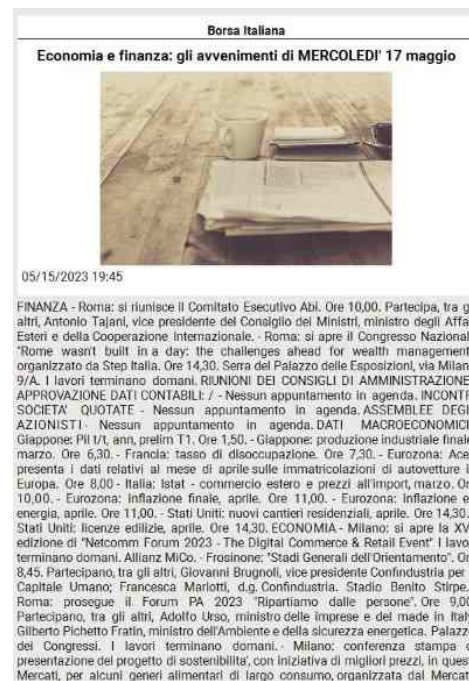 Borsa Italiana
Economia e finanza: gli avvenimenti di MERCOLEDI' 17 maggio
05/15/2023 19:45
FINANZA - Roma: si riunisce il Comitato Esecutivo Abi. Ore 10,00. Partecipa, tra g
altri, Antonio Tajani, vice presidente del Consiglio dei Ministri, ministro degli Affa
Esteri e della Cooperazione Internazionale. - Roma: si apre il Congresso Nazional
"Rome wasn't built in a day: the challenges ahead for wealth management
organizzato da Step Italia. Ore 14,30. Serra del Palazzo delle Esposizioni, via Milan
9/A. I lavori terminano domani. RIUNIONI DEI CONSIGLI DI AMMINISTRAZIONE
APPROVAZIONE DATI CONTABILI: / - Nessun appuntamento in agenda. INCONTR
SOCIETA' QUOTATE - Nessun appuntamento in agenda. ASSEMBLEE DEGL
AZIONISTI - Nessun appuntamento in agenda. DATI MACROECONOMICI
Giappone: Pil t/t, ann, prelim T1. Ore 1,50. - Giappone: produzione industriale finale
marzo. Ore 6,30. - Francia: tasso di disoccupazione. Ore 7,30. - Eurozona: Ace
presenta i dati relativi al mese di aprile sulle immatricolazioni di autovetture i
Europa. Ore 8,00 - Italia: Istat - commercio estero e prezzi all'import, marzo. Or
10,00. - Eurozona: inflazione finale, aprile. Ore 11,00. - Eurozona: inflazione e
energia, aprile. Ore 11,00. - Stati Uniti: nuovi cantieri residenziali, aprile. Ore 14,30.
Stati Uniti: licenze edilizie, aprile. Ore 14,30. ECONOMIA - Milano: si apre la XV
edizione di "Netcomm Forum 2023 - The Digital Commerce & Retail Event" I lavo
terminano domani. Allianz MiCo. - Frosinone: "Stadi Generali dell'Orientamento". Or
8,45. Partecipano, tra gli altri, Giovanni Brugnoli, vice presidente Confindustria per
Capitale Umano; Francesca Mariotti, d.g. Confindustria. Stadio Benito Stirpe.
Roma: prosegue il Forum PA 2023 "Ripartiamo dalle persone". Ore 9,00
Partecipano, tra gli altri, Adolfo Urso, ministro delle imprese e del made in Italy
Gilberto Pichetto Fratin, ministro dell'Ambiente e della sicurezza energetica. Palazz
dei Congressi. I lavori terminano domani. - Milano: conferenza stampa d
presentazione del progetto di sostenibilita', con iniziativa di migliori prezzi, in quest
Mercati, per alcuni generi alimentari di largo consumo, organizzata dai Mercat